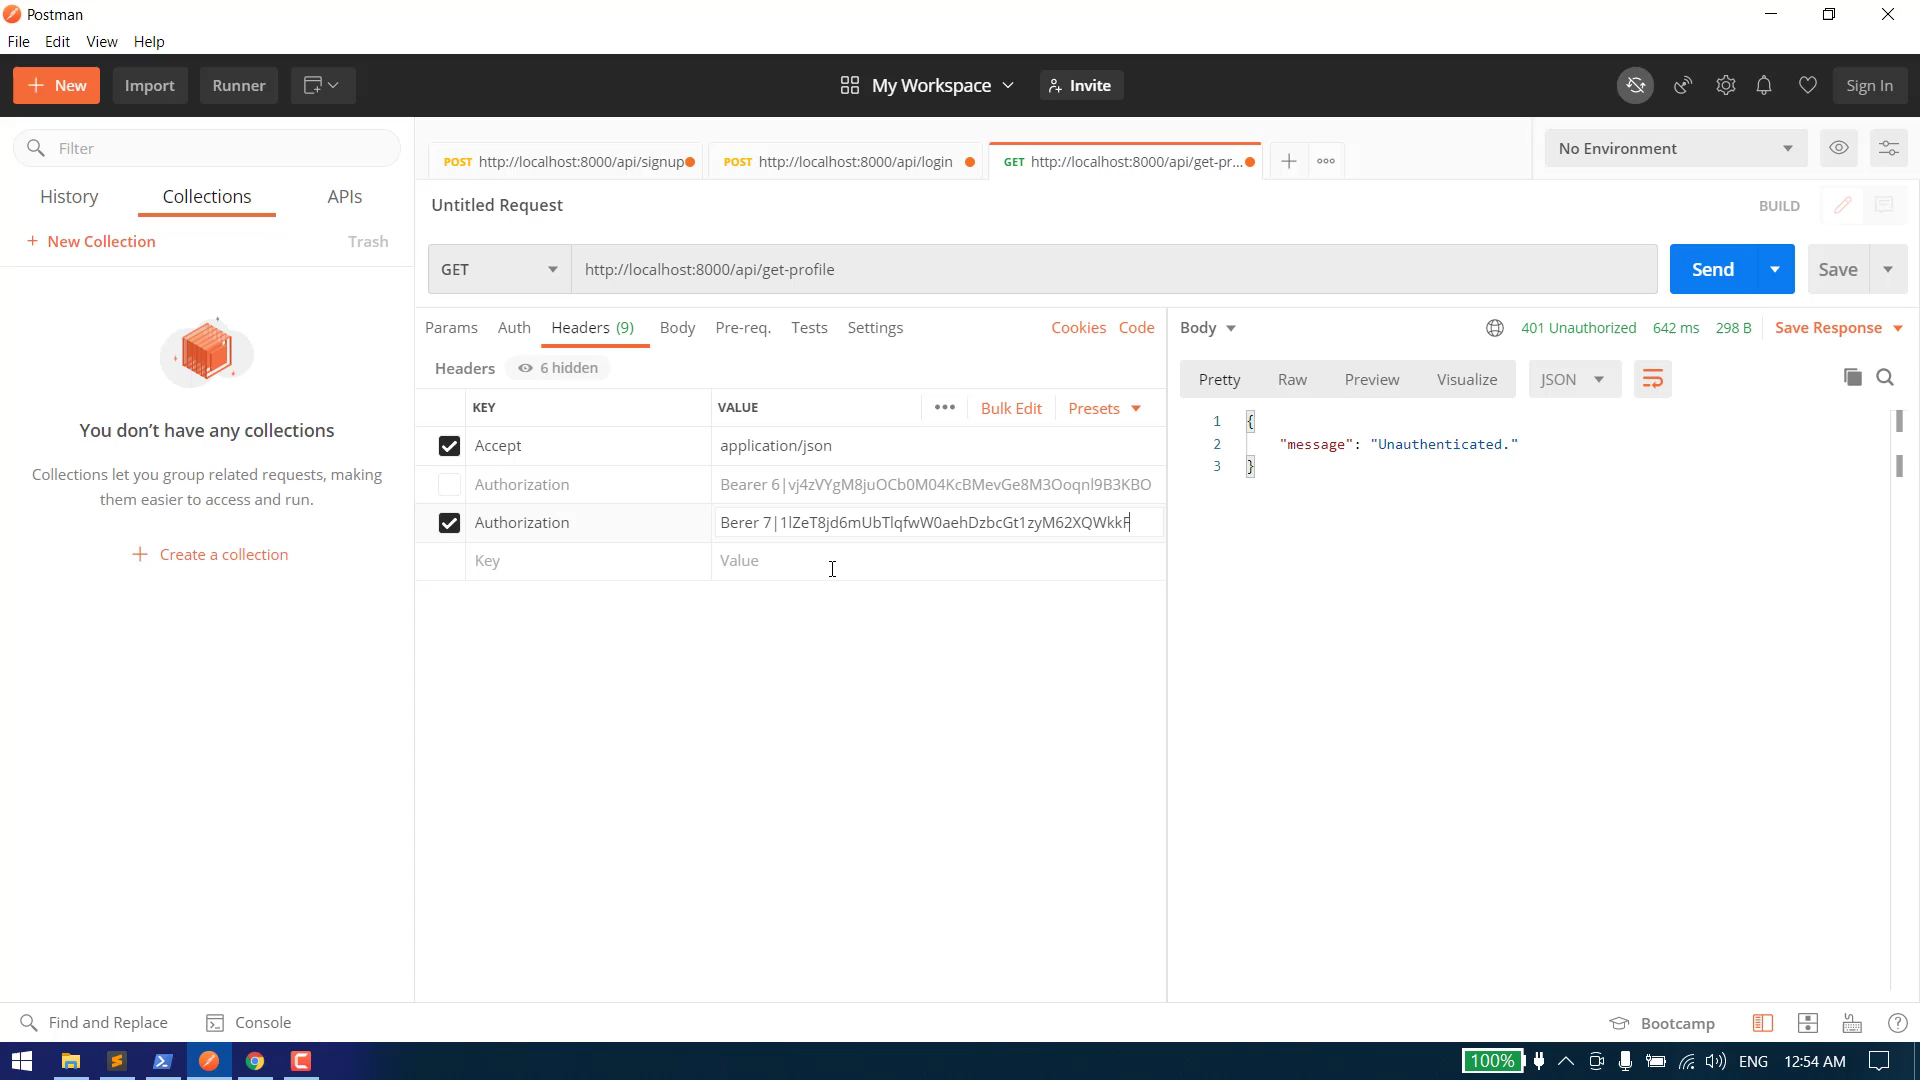 Postman
File Edit View Help
New Import Runner My Workspace Invite Sign In
Filter
History Collections APIs
+ New Collection Trash
You don't have any collections
Collections let you group related requests, making
them easier to access and run.
+ Create a collection
POST http://localhost:8000/api/signup POST http://localhost:8000/api/login GET http://localhost:8000/api/get-pr... No Environment
Untitled Request BUILD
GET http://localhost:8000/api/get-profile Send Save
Params Auth Headers (9) Body Pre-req. Tests Settings Cookies Code
Headers 6 hidden
KEY VALUE Bulk Edit Presets
Accept application/json
Authorization Bearer 6|vj4zVYgM8juOCb0M04KcBMevGe8M3Ooqnl9B3KBO
Authorization Berer 7|1lZeT8jd6mUbTlqfwW0aehDzbcGt1zyM62XQWkkF
Key Value
Body 401 Unauthorized 642 ms 298 B Save Response
Pretty Raw Preview Visualize JSON
1 {
2 "message": "Unauthenticated."
3 }
Find and Replace Console Bootcamp
100% ENG 12:54 AM